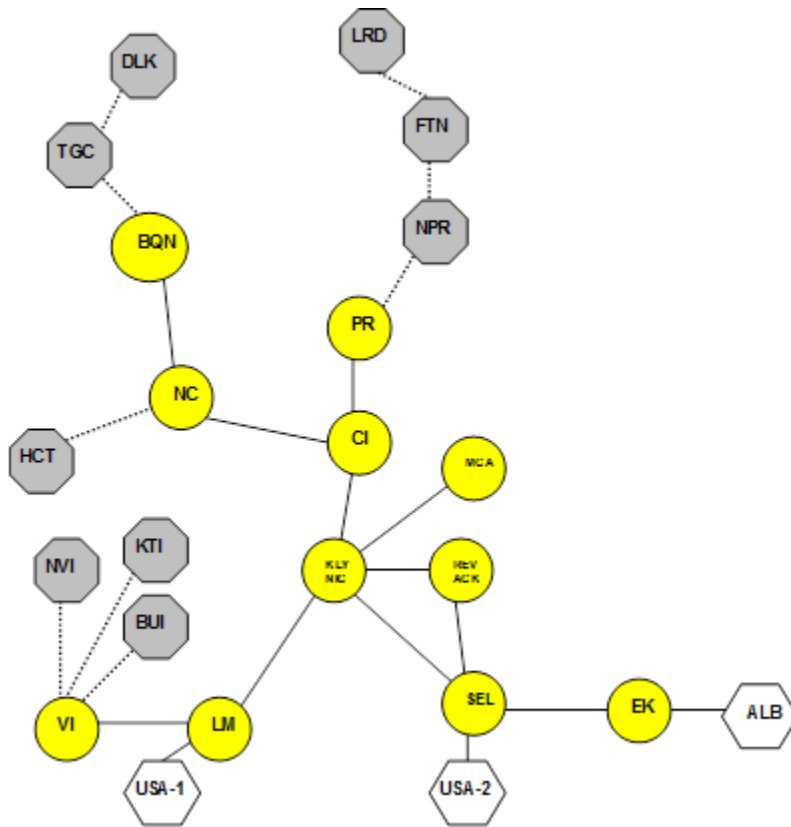 LRD
DLK
FTN
TGC
NPR
BQN
PR
NC
CI
HCT
MCA
KTI
NVI
KLY
NIC
REV
ACK
BUI
SEL
EK
VI
LM
ALB
USA-1
USA-2